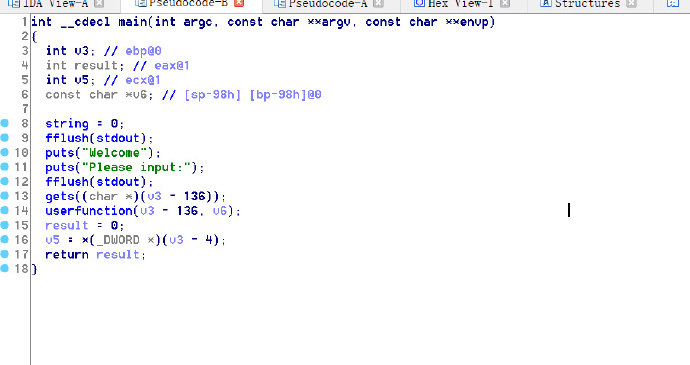 IDA View-A Pseudocode-B Pseudocode-A Hex View-1 Structures
1 int __cdecl main(int argc, const char **argv, const char **envp)
2 {
3 int v3; // ebp@0
4 int result; // eax@1
5 int v5; // ecx@1
6 const char *v6; // [sp-98h] [bp-98h]@0
7
8 string = 0;
9 fflush(stdout);
10 puts("Welcome");
11 puts("Please input:");
12 fflush(stdout);
13 gets((char *)(v3 - 136));
14 userfunction(v3 - 136, v6);
15 result = 0;
16 v5 = *(_DWORD *)(v3 - 4);
17 return result;
18 }